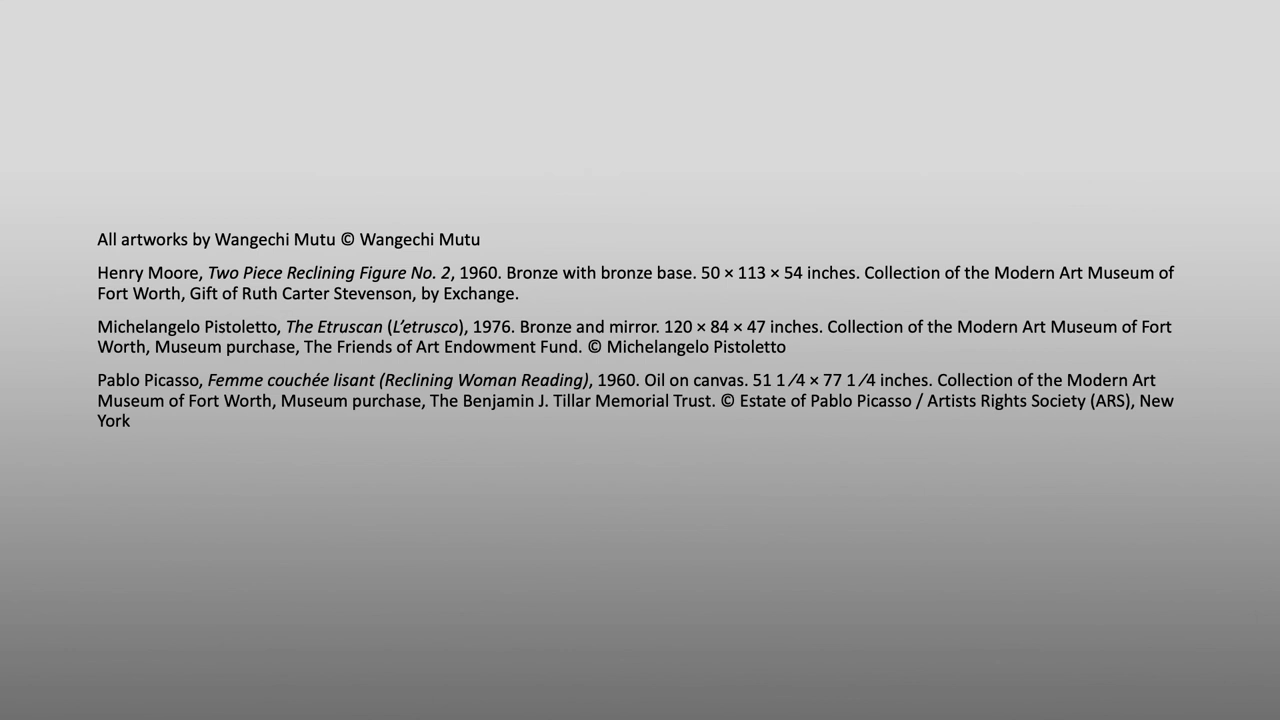 All artworks by Wangechi Mutu © Wangechi Mutu
Henry Moore, Two Piece Reclining Figure No. 2, 1960. Bronze with bronze base. 50 × 113 × 54 inches. Collection of the Modern Art Museum of
Fort Worth, Gift of Ruth Carter Stevenson, by Exchange.
Michelangelo Pistoletto, The Etruscan (L’etrusco), 1976. Bronze and mirror. 120 × 84 × 47 inches. Collection of the Modern Art Museum of Fort
Worth, Museum purchase, The Friends of Art Endowment Fund. © Michelangelo Pistoletto
Pablo Picasso, Femme couchée lisant (Reclining Woman Reading), 1960. Oil on canvas. 51 1 ⁄4 × 77 1 ⁄4 inches. Collection of the Modern Art
Museum of Fort Worth, Museum purchase, The Benjamin J. Tillar Memorial Trust. © Estate of Pablo Picasso / Artists Rights Society (ARS), New
York